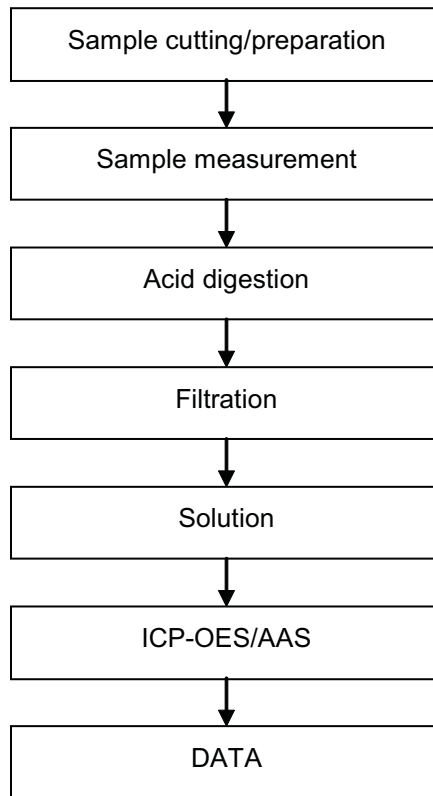 Sample cutting/preparation
Sample measurement
Acid digestion
Filtration
Solution
ICP-OES/AAS
DATA